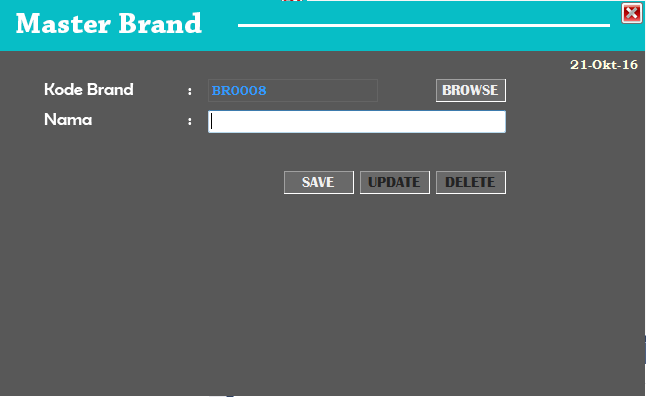 Master Brand
21-Okt-16
Kode Brand : BR0008 BROWSE
Nama :
SAVE UPDATE DELETE